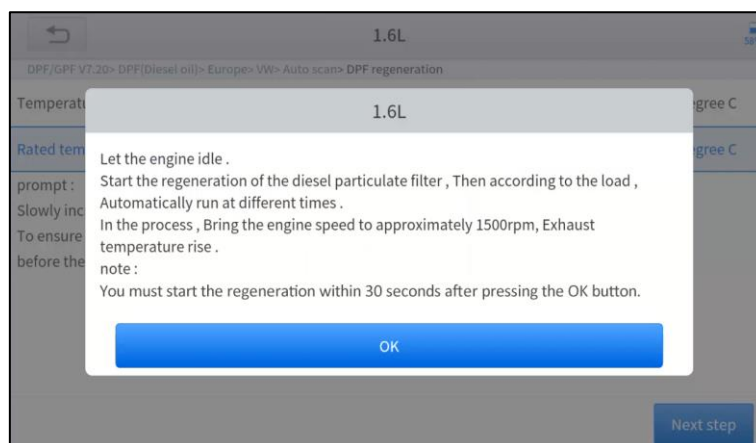 1.6L
DPF/GPF V7.20> DPF(Diesel oil)> Europe> VW> Auto scan> DPF regeneration
1.6L
egree C
Rated tem
egree C
Let the engine idle .
Start the regeneration of the diesel particulate filter , Then according to the load ,
Automatically run at different times .
In the process , Bring the engine speed to approximately 1500rpm, Exhaust
temperature rise .
note :
You must start the regeneration within 30 seconds after pressing the OK button.
prompt :
Slowly inc
To ensure
before the
OK
Next step